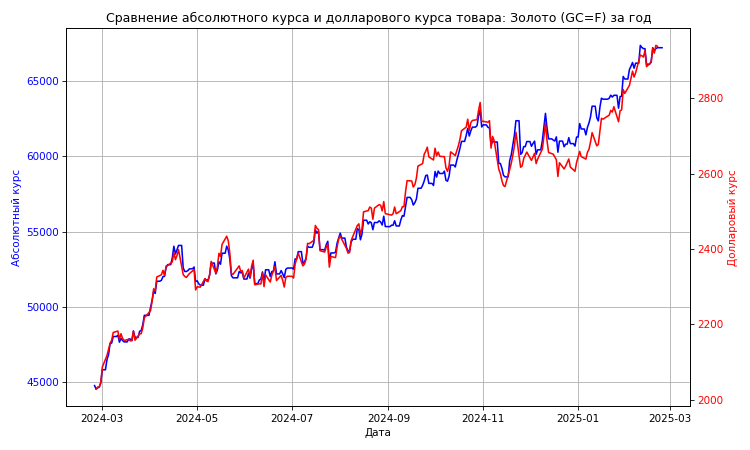 Сравнение абсолютного курса и долларового курса товара: Золото (GC=F) за год
Абсолютный курс
65000
60000
55000
50000
45000
2800
2600
2400
2200
2000
Долларовый курс
2024-03 2024-05 2024-07 2024-09 2024-11 2025-01 2025-03
Дата